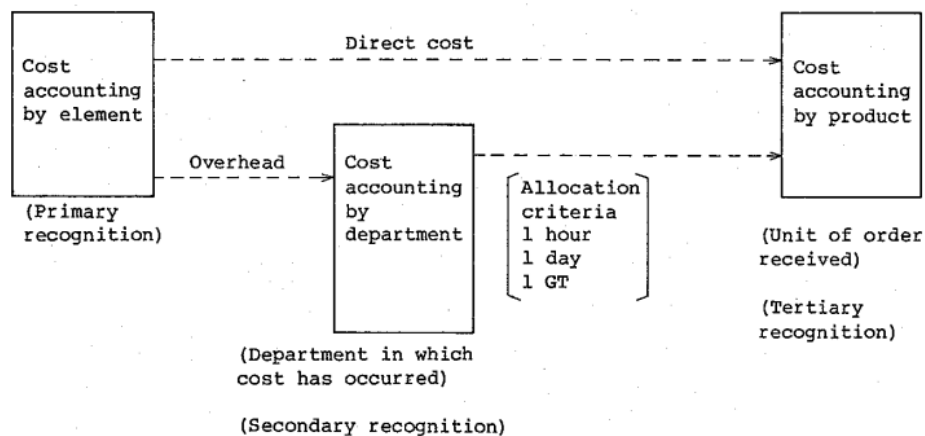 Direct cost
Cost
accounting
by element
Cost
accounting
by product
Overhead
Cost
accounting
by
department
Allocation
criteria
1 hour
1 day
1 GT
(Primary
recognition)
(Unit of order
received)
(Tertiary
recognition)
(Department in which
cost has occurred)
(Secondary recognition)